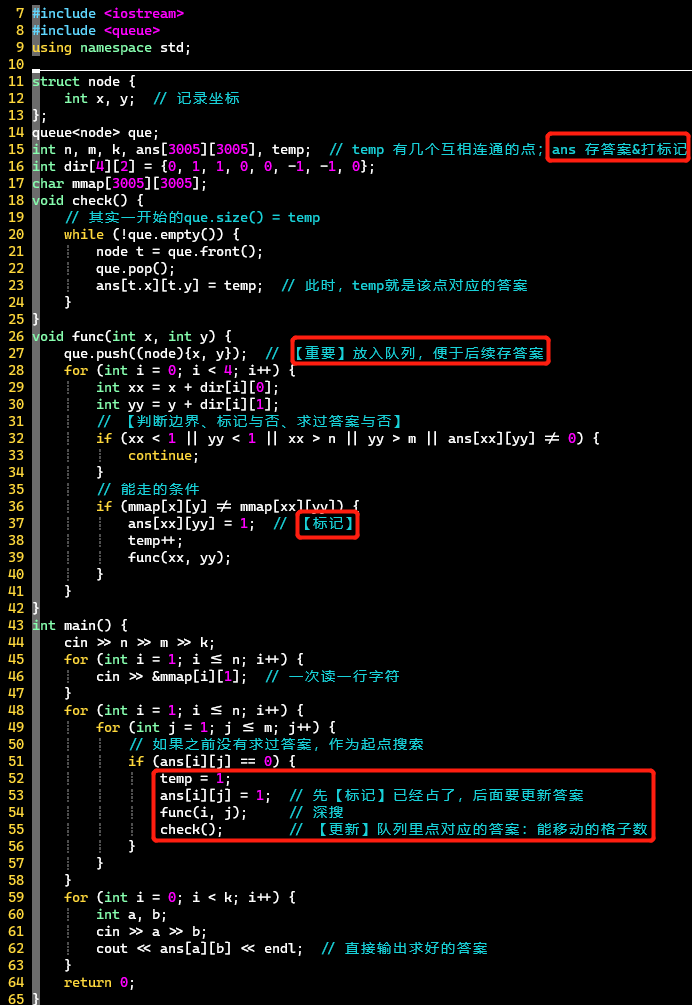 7 #include <iostream>
8 #include <queue>
9 using namespace std;
10
11 struct node {
12     int x, y;  // 记录坐标
13 };
14 queue<node> que;
15 int n, m, k, ans[3005][3005], temp;  // temp 有几个互相连通的点; ans 存答案&打标记
16 int dir[4][2] = {0, 1, 1, 0, 0, -1, -1, 0};
17 char mmap[3005][3005];
18 void check() {
19     // 其实一开始的que.size() = temp
20     while (!que.empty()) {
21         node t = que.front();
22         que.pop();
23         ans[t.x][t.y] = temp;  // 此时, temp就是该点对应的答案
24     }
25 }
26 void func(int x, int y) {
27     que.push((node){x, y});  // 【重要】放入队列, 便于后续存答案
28     for (int i = 0; i < 4; i++) {
29         int xx = x + dir[i][0];
30         int yy = y + dir[i][1];
31         // 【判断边界、标记与否、求过答案与否】
32         if (xx < 1 || yy < 1 || xx > n || yy > m || ans[xx][yy] ≠ 0) {
33             continue;
34         }
35         // 能走的条件
36         if (mmap[x][y] ≠ mmap[xx][yy]) {
37             ans[xx][yy] = 1;  // 【标记】
38             temp++;
39             func(xx, yy);
40         }
41     }
42 }
43 int main() {
44     cin >> n >> m >> k;
45     for (int i = 1; i ≤ n; i++) {
46         cin >> &mmap[i][1];  // 一次读一行字符
47     }
48     for (int i = 1; i ≤ n; i++) {
49         for (int j = 1; j ≤ m; j++) {
50             // 如果之前没有求过答案, 作为起点搜索
51             if (ans[i][j] == 0) {
52                 temp = 1;
53                 ans[i][j] = 1;  // 先【标记】已经占了, 后面要更新答案
54                 func(i, j);     // 深搜
55                 check();        // 【更新】队列里点对应的答案: 能移动的格子数
56             }
57         }
58     }
59     for (int i = 0; i < k; i++) {
60         int a, b;
61         cin >> a >> b;
62         cout << ans[a][b] << endl;  // 直接输出求好的答案
63     }
64     return 0;
65 }